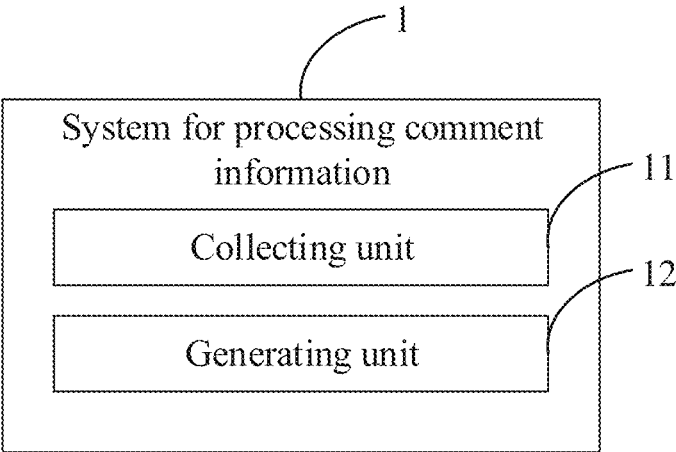 1
System for processing comment
information
11
Collecting unit
12
Generating unit